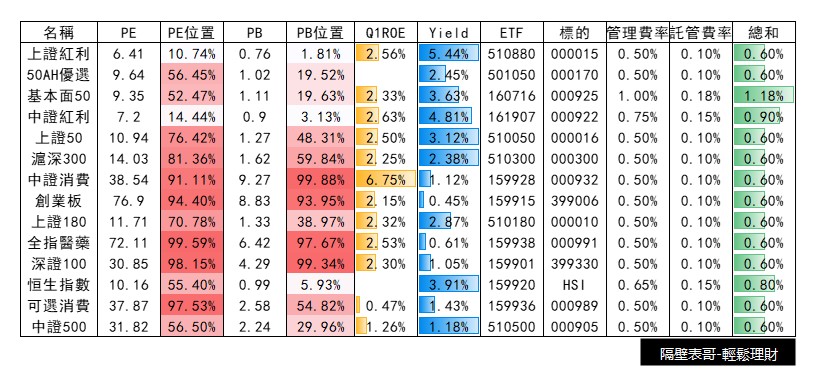 名稱 PE PE位置 PB PB位置 Q1ROE Yield ETF 標的 管理費率 託管費率 總和
上證紅利 6.41 10.74% 0.76 1.81% 2.56% 5.44% 510880 000015 0.50% 0.10% 0.60%
50AH優選 9.64 56.45% 1.02 19.52% 2.45% 501050 000170 0.50% 0.10% 0.60%
基本面50 9.35 52.47% 1.11 19.63% 2.33% 3.63% 160716 000925 1.00% 0.18% 1.18%
中證紅利 7.2 14.44% 0.9 3.13% 2.63% 4.81% 161907 000922 0.75% 0.15% 0.90%
上證50 10.94 76.42% 1.27 48.31% 2.50% 3.12% 510050 000016 0.50% 0.10% 0.60%
滬深300 14.03 81.36% 1.62 59.84% 2.25% 2.38% 510300 000300 0.50% 0.10% 0.60%
中證消費 38.54 91.11% 9.27 99.88% 6.75% 1.12% 159928 000932 0.50% 0.10% 0.60%
創業板 76.9 94.40% 8.83 93.95% 2.15% 0.45% 159915 399006 0.50% 0.10% 0.60%
上證180 11.71 70.78% 1.33 38.97% 2.32% 2.87% 510180 000010 0.50% 0.10% 0.60%
全指醫藥 72.11 99.59% 6.42 97.67% 2.53% 0.61% 159938 000991 0.50% 0.10% 0.60%
深證100 30.85 98.15% 4.29 99.34% 2.30% 1.05% 159901 399330 0.50% 0.10% 0.60%
恒生指數 10.16 55.40% 0.99 5.93% 3.91% 159920 HSI 0.65% 0.15% 0.80%
可選消費 37.87 97.53% 2.58 54.82% 0.47% 1.43% 159936 000989 0.50% 0.10% 0.60%
中證500 31.82 56.50% 2.24 29.96% 1.26% 1.18% 510500 000905 0.50% 0.10% 0.60%
隔壁表哥-輕鬆理財